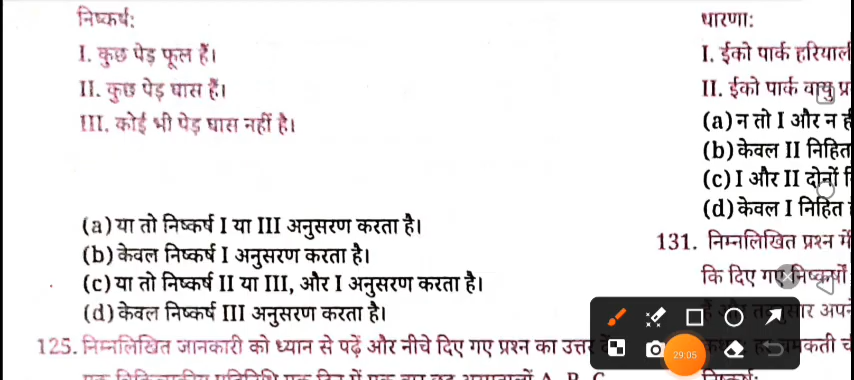 निष्कर्ष:
I. कुछ पेड़ फूल हैं।
II. कुछ पेड़ घास हैं।
III. कोई भी पेड़ घास नहीं है।
(a) या तो निष्कर्ष I या III अनुसरण करता है।
(b) केवल निष्कर्ष I अनुसरण करता है।
(c) या तो निष्कर्ष II या III, और I अनुसरण करता है।
(d) केवल निष्कर्ष III अनुसरण करता है।
125. निम्नलिखित जानकारी को ध्यान से पढ़ें और नीचे दिए गए प्रश्न का उत्तर
धारणा:
I. ईको पार्क
II. ईको पार्क वायु
(a) न तो I और न
(b) केवल II निहित
(c) I और II दोनों
(d) केवल I निहित
131. निम्नलिखित प्रश्न में
कि दिए गए निष्कर्षों
29:05